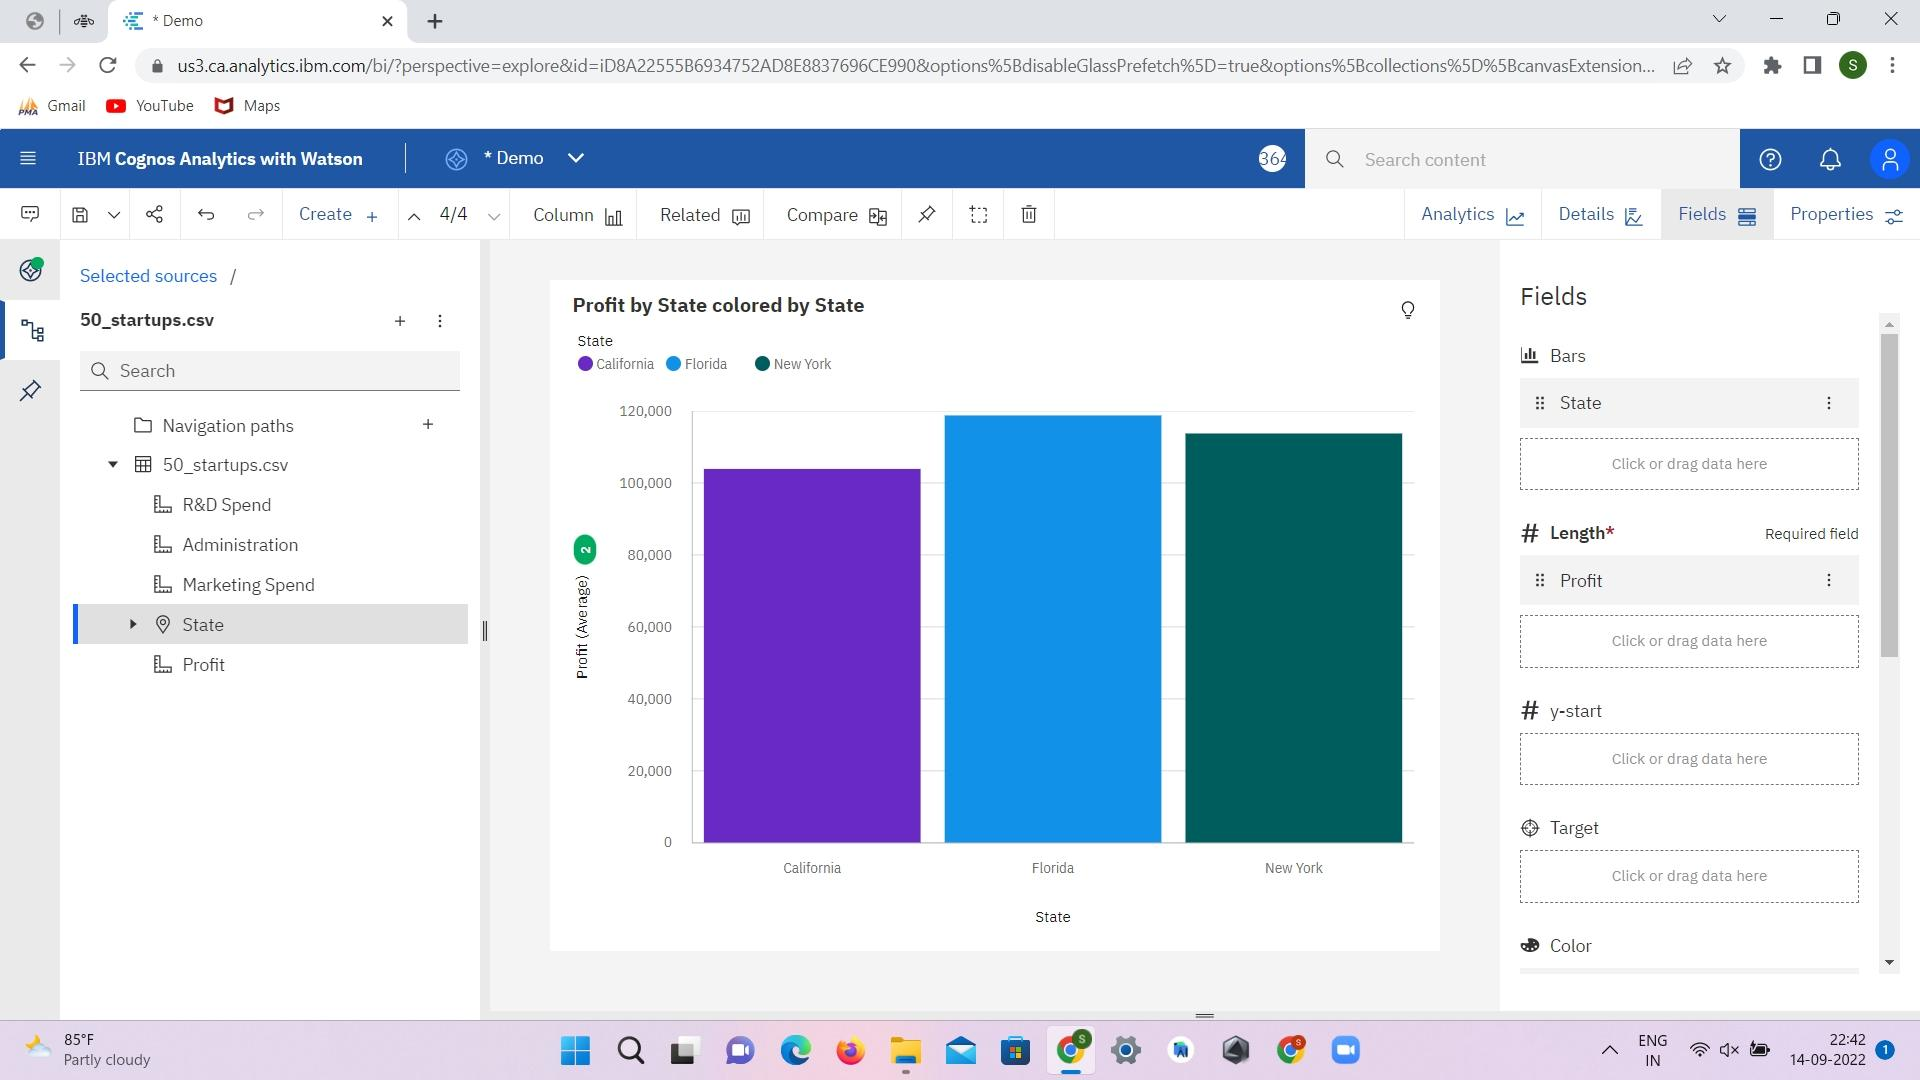 * Demo
us3.ca.analytics.ibm.com/bi/?perspective=explore&id=iD8A22555B6934752AD8E8837696CE990&options%5BdisableGlassPrefetch%5D=true&options%5Bcollections%5D%5BcanvasExtension...
S
Gmail
YouTube
Maps
IBM Cognos Analytics with Watson
* Demo
364
Search content
Create +
4/4
Column
Related
Compare
Analytics
Details
Fields
Properties
Selected sources /
50_startups.csv
Search
Navigation paths
50_startups.csv
R&D Spend
Administration
Marketing Spend
State
Profit
Profit by State colored by State
State
California
Florida
New York
120,000
100,000
80,000
60,000
40,000
20,000
0
Profit (Average)
2
California
Florida
New York
State
Fields
Bars
State
Click or drag data here
# Length*
Required field
Profit
Click or drag data here
# y-start
Click or drag data here
Target
Click or drag data here
Color
85°F
Partly cloudy
S
S
ENG
IN
22:42
14-09-2022
1